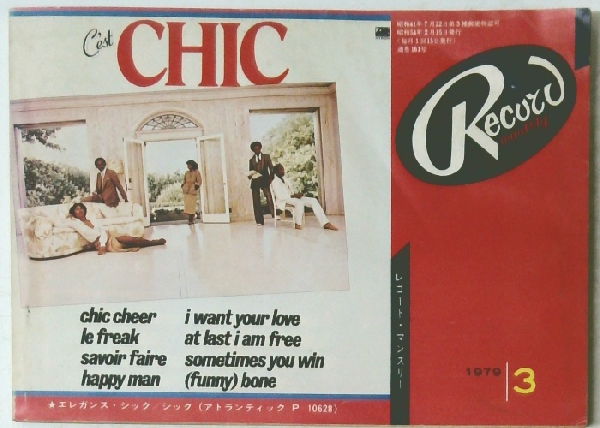 C'est
CHIC
chic cheer
le freak
savoir faire
happy man
i want your love
at last i am free
sometimes you win
(funny) bone
★エレガンス・シック/シック(アトランティック P 10628)
Record
monthly
レコード・マンスリー
1979 3